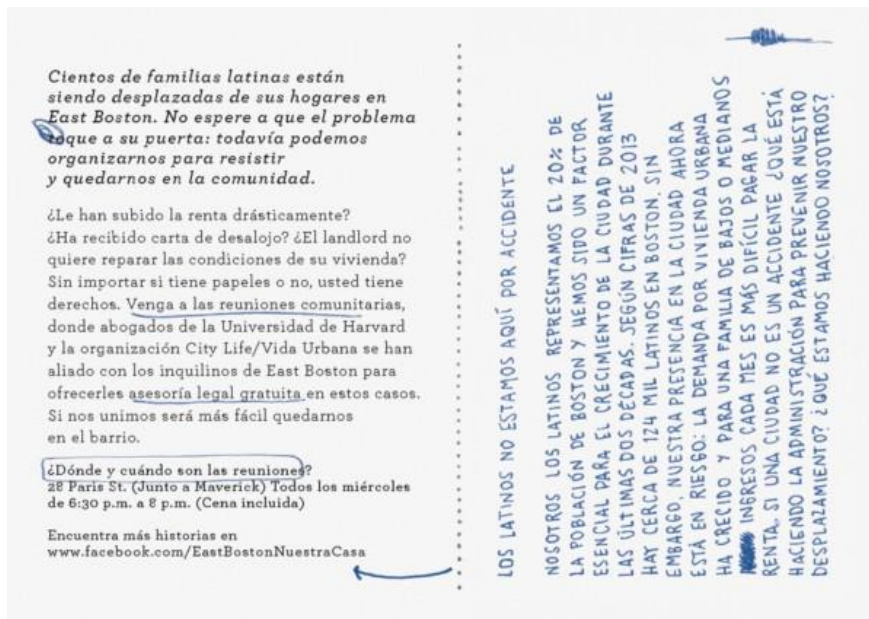 Cientos de familias latinas están
siendo desplazadas de sus hogares en
East Boston. No espere a que el problema
toque a su puerta: todavía podemos
organizarnos para resistir
y quedarnos en la comunidad.
¿Le han subido la renta drásticamente?
¿Ha recibido carta de desalojo? ¿El landlord no
quiere reparar las condiciones de su vivienda?
Sin importar si tiene papeles o no, usted tiene
derechos. Venga a las reuniones comunitarias,
donde abogados de la Universidad de Harvard
y la organización City Life/Vida Urbana se han
aliado con los inquilinos de East Boston para
ofrecerles asesoría legal gratuita en estos casos.
Si nos unimos será más fácil quedarnos
en el barrio.
¿Dónde y cuándo son las reuniones?
28 Paris St. (Junto a Maverick) Todos los miércoles
de 6:30 p.m. a 8 p.m. (Cena incluida)
Encuentra más historias en
www.facebook.com/EastBostonNuestraCasa
LOS LATINOS NO ESTAMOS AQUÍ POR ACCIDENTE
NOSOTROS LOS LATINOS REPRESENTAMOS EL 20% DE
LA POBLACIÓN DE BOSTON Y HEMOS SIDO UN FACTOR
ESENCIAL PARA EL CRECIMIENTO DE LA CIUDAD DURANTE
LAS ÚLTIMAS DOS DÉCADAS. SEGÚN CIFRAS DE 2013
HAY CERCA DE 124 MIL LATINOS EN BOSTON. SIN
EMBARGO, NUESTRA PRESENCIA EN LA CIUDAD AHORA
ESTÁ EN RIESGO: LA DEMANDA POR VIVIENDA URBANA
HA CRECIDO Y PARA UNA FAMILIA DE BAJOS O MEDIANOS
INGRESOS CADA MES ES MÁS DIFÍCIL PAGAR LA
RENTA. SI UNA CIUDAD NO ES UN ACCIDENTE ¿QUÉ ESTÁ
HACIENDO LA ADMINISTRACIÓN PARA PREVENIR NUESTRO
DESPLAZAMIENTO? ¿QUÉ ESTAMOS HACIENDO NOSOTROS?